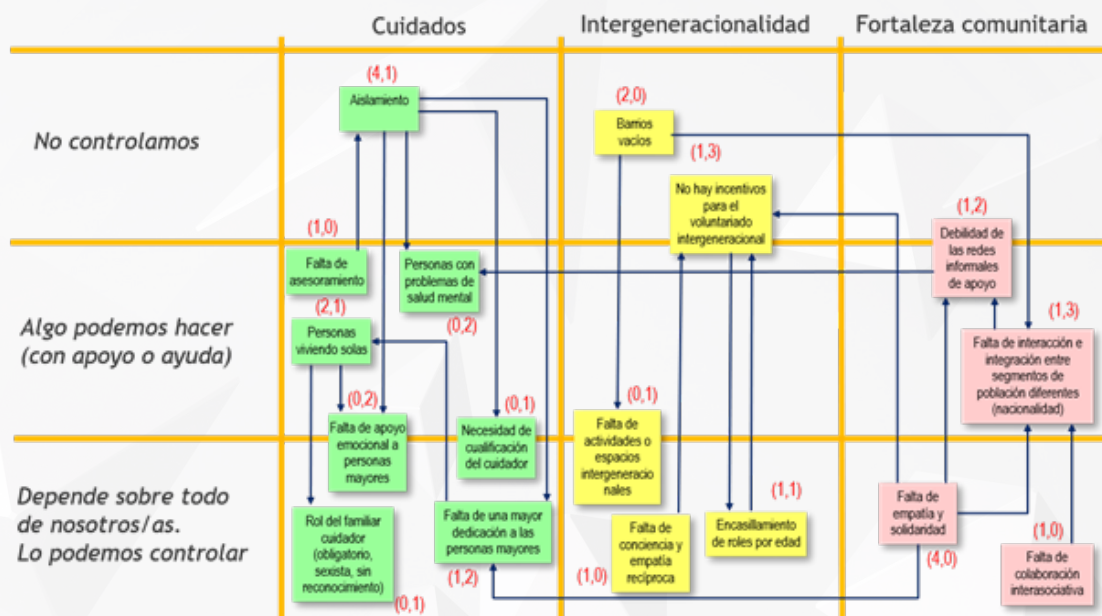 Cuidados
Intergeneracionalidad
Fortaleza comunitaria
No controlamos
(4,1)
Aislamiento
(2,0)
Barrios
vacíos
(1,3)
No hay incentivos
para el
voluntariado
intergeneracional
(1,2)
Debilidad de
las redes
informales
de apoyo
(1,0)
Falta de
asesoramiento
Personas con
problemas de
salud mental
(0,2)
Algo podemos hacer
(con apoyo o ayuda)
(2,1)
Personas
viviendo solas
(1,3)
Falta de interacción e
integración entre
segmentos de
población diferentes
(nacionalidad)
(0,2)
Falta de apoyo
emocional a
personas
mayores
(0,1)
Necesidad de
cualificación
del cuidador
(0,1)
Falta de
actividades o
espacios
intergeneracio
nales
Depende sobre todo
de nosotros/as.
Lo podemos controlar
Rol del familiar
cuidador
(obligatorio,
sexista, sin
reconocimiento)
(0,1)
Falta de una mayor
dedicación a las
personas mayores
(1,2)
Falta de
conciencia y
empatía
recíproca
(1,0)
(1,1)
Encasillamiento
de roles por edad
Falta de
empatía y
solidaridad
(4,0)
(1,0)
Falta de
colaboración
interasociativa